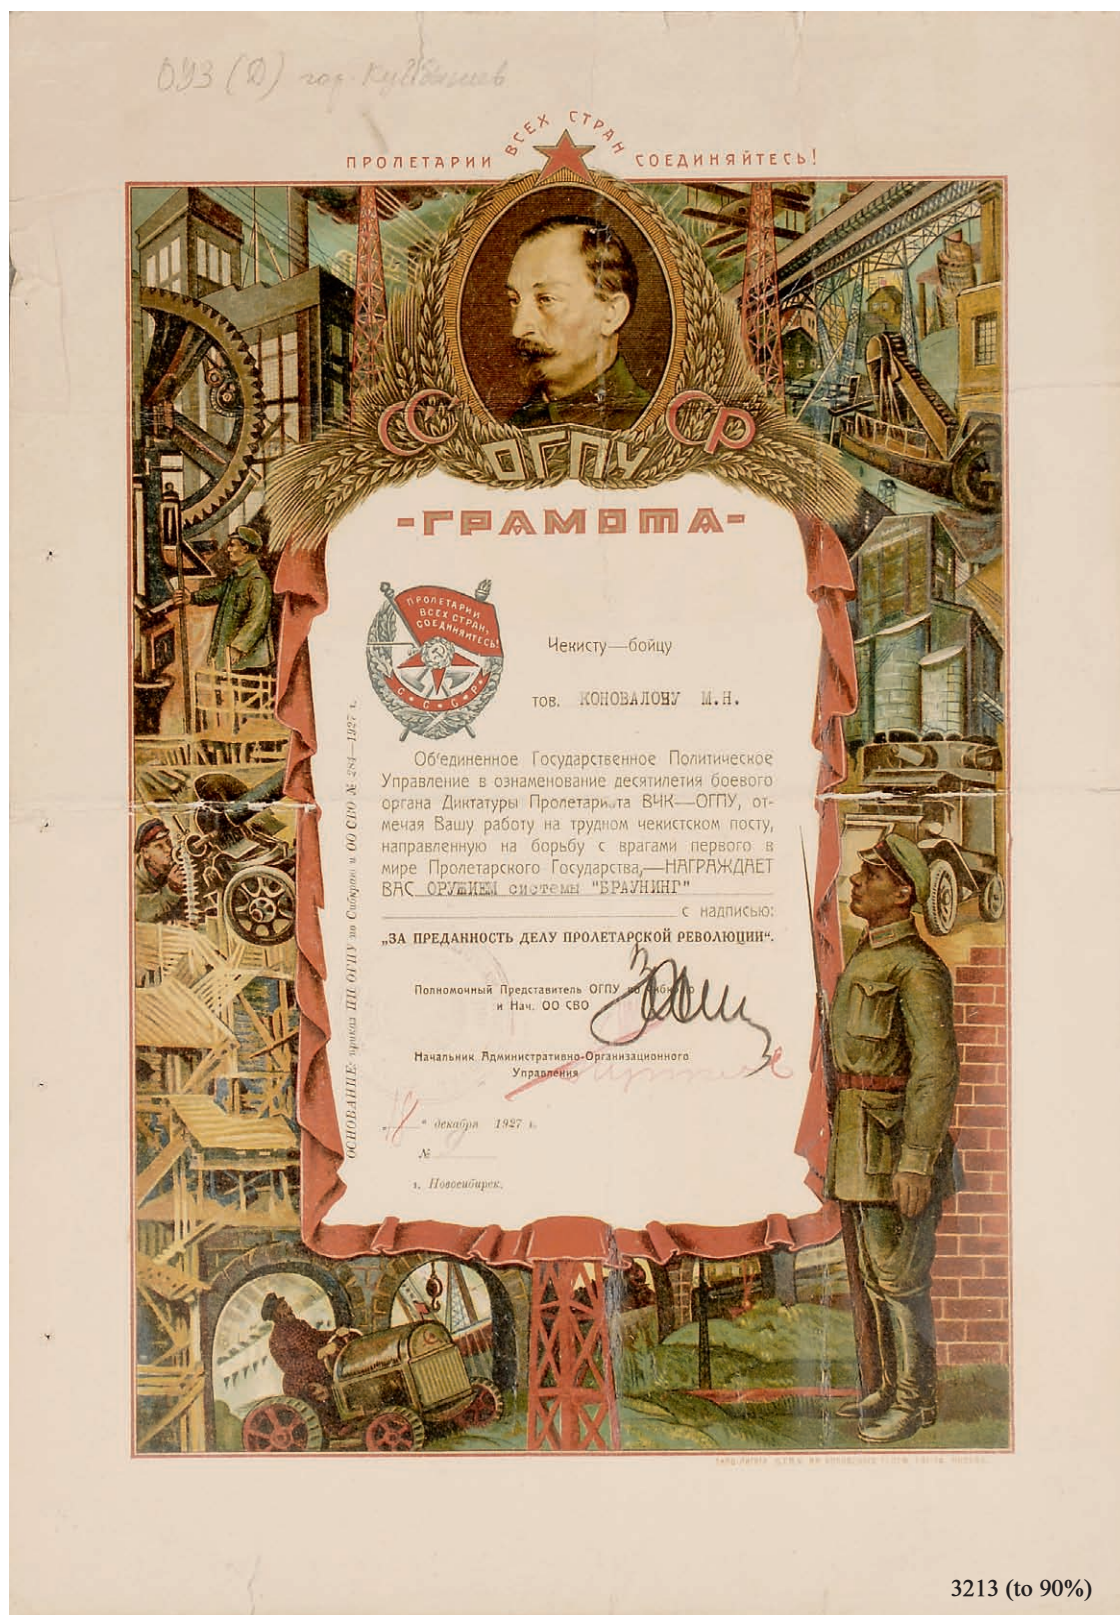 ОУЗ (Д) гор. Куйбышев
ПРОЛЕТАРИИ ВСЕХ СТРАН СОЕДИНЯЙТЕСЬ!
СССР
ОГПУ
-ГРАМОТА-
ПРОЛЕТАРИИ
ВСЕХ СТРАН,
СОЕДИНЯЙТЕСЬ!
С.С.С.Р.
Чекисту—бойцу
тов. КОНОВАЛОВУ М.Н.
Об'единенное Государственное Политическое
Управление в ознаменование десятилетия боевого
органа Диктатуры Пролетариата ВЧК—ОГПУ, от-
мечая Вашу работу на трудном чекистском посту,
направленную на борьбу с врагами первого в
мире Пролетарского Государства,—НАГРАЖДАЕТ
ВАС ОРУЖИЕМ системы "БРАУНИНГ"
с надписью:
„ЗА ПРЕДАННОСТЬ ДЕЛУ ПРОЛЕТАРСКОЙ РЕВОЛЮЦИИ“.
Полномочный Представитель ОГПУ по Сибкраю
и Нач. ОО СВО
Начальник Административно-Организационного
Управления
„18“ декабря 1927 г.
№
г. Новосибирск.
ОСНОВАНИЕ: приказ ПП ОГПУ по Сибкраю и ОО СВО № 284—1927 г.
3213 (to 90%)